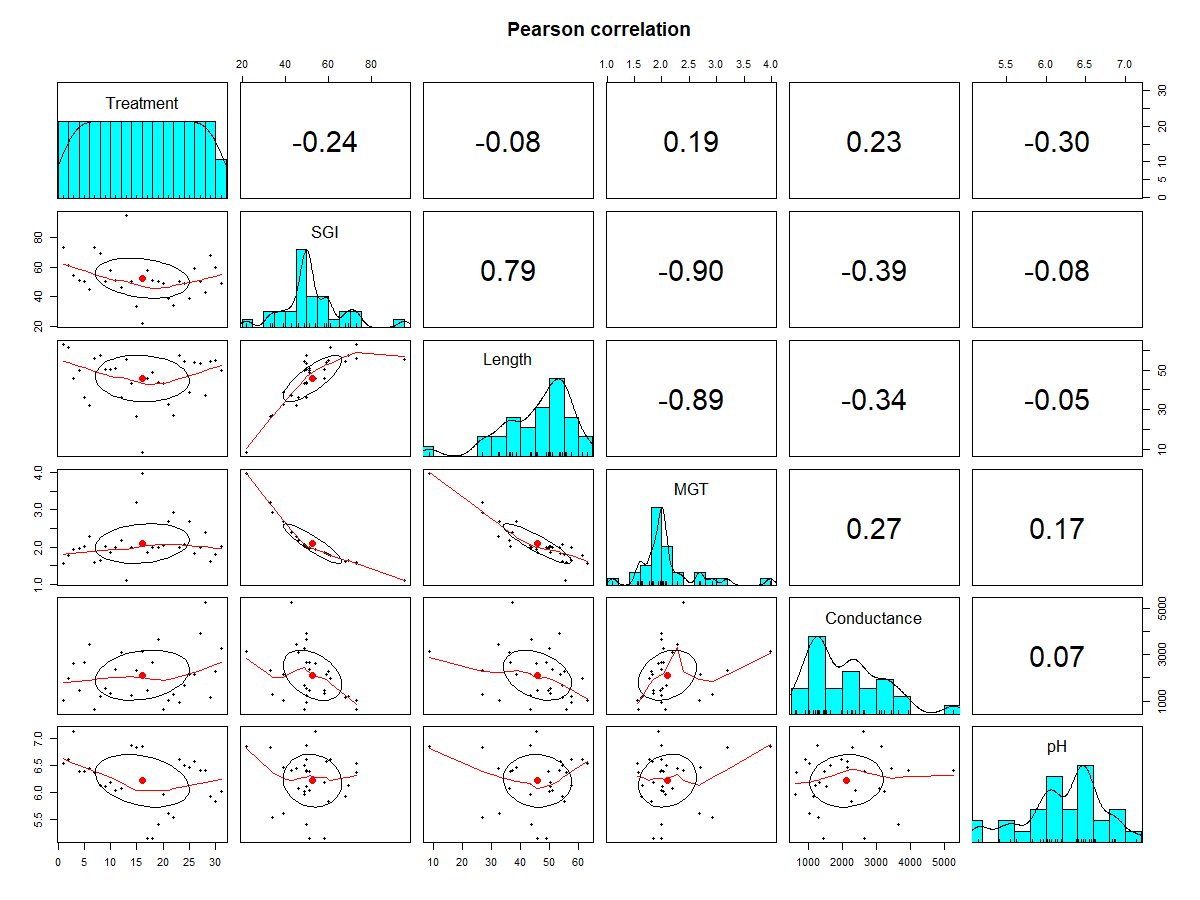 Pearson correlation
20 40 60 80 1.0 1.5 2.0 2.5 3.0 3.5 4.0 5.5 6.0 6.5 7.0
Treatment -0.24 -0.08 0.19 0.23 -0.30 0 5 10 20 30
20 40 60 80 SGI 0.79 -0.90 -0.39 -0.08
Length -0.89 -0.34 -0.05 10 30 50
1.0 2.0 3.0 4.0 MGT 0.27 0.17
Conductance 0.07 1000 3000 5000
5.5 6.0 6.5 7.0 pH
0 5 10 15 20 25 30 10 20 30 40 50 60 1000 2000 3000 4000 5000